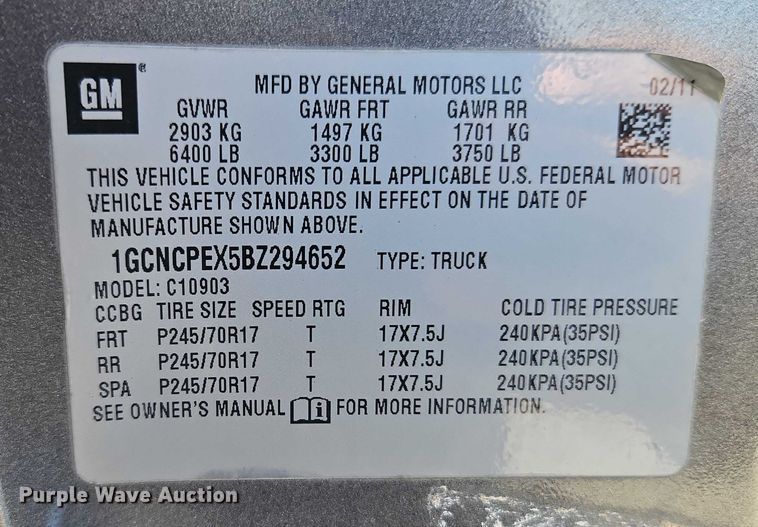 GM ®
MFD BY GENERAL MOTORS LLC 02/11
GVWR GAWR FRT GAWR RR
2903 KG 1497 KG 1701 KG
6400 LB 3300 LB 3750 LB
THIS VEHICLE CONFORMS TO ALL APPLICABLE U.S. FEDERAL MOTOR
VEHICLE SAFETY STANDARDS IN EFFECT ON THE DATE OF
MANUFACTURE SHOWN ABOVE.
1GCNCPEX5BZ294652 TYPE: TRUCK
MODEL: C10903
CCBG TIRE SIZE SPEED RTG RIM COLD TIRE PRESSURE
FRT P245/70R17 T 17X7.5J 240KPA(35PSI)
RR P245/70R17 T 17X7.5J 240KPA(35PSI)
SPA P245/70R17 T 17X7.5J 240KPA(35PSI)
SEE OWNER'S MANUAL i FOR MORE INFORMATION.
Purple Wave Auction